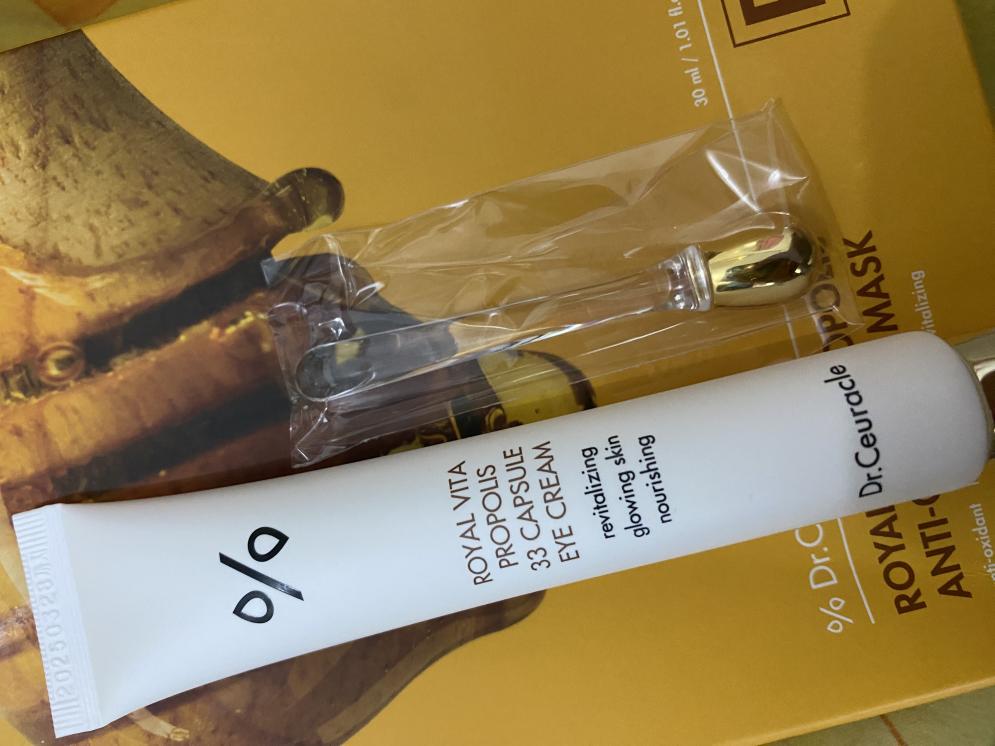 ROYAL VITA
PROPOLIS
33 CAPSULE
EYE CREAM
revitalizing
glowing skin
nourishing
Dr.Ceuracle
30 ml / 1.01 fl.
% Dr.C
ROYAL
MASK